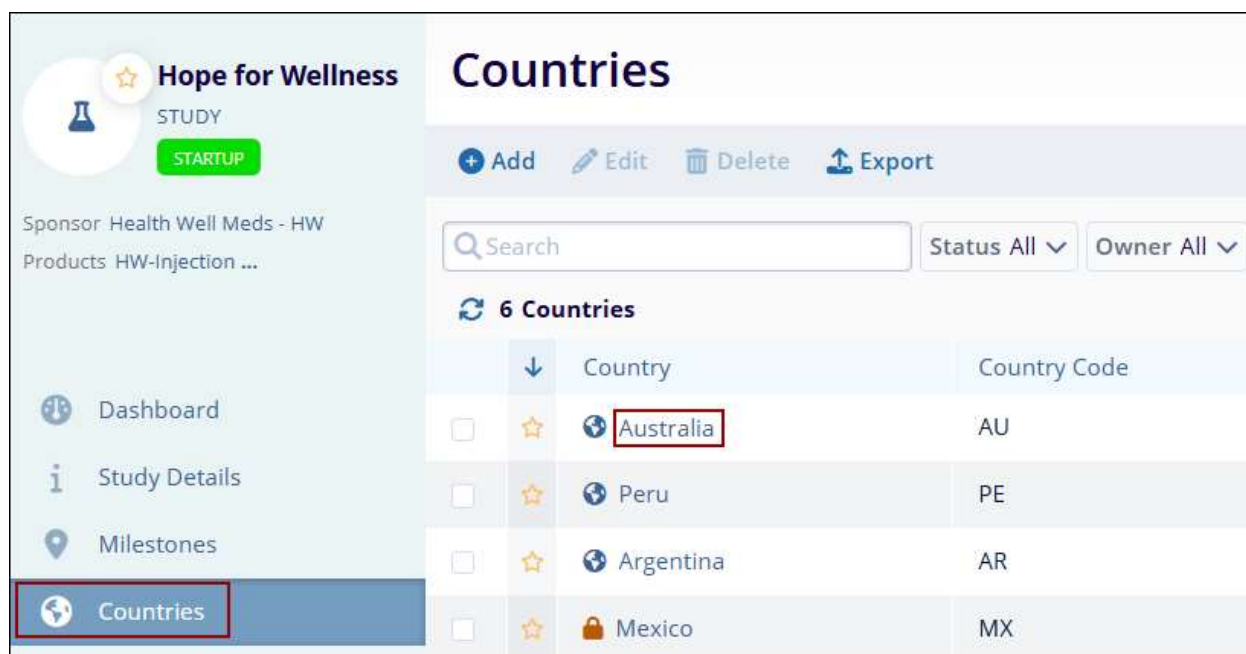 Hope for Wellness
STUDY
STARTUP
Sponsor Health Well Meds - HW
Products HW-Injection ...
Dashboard
Study Details
Milestones
Countries
Countries
Add Edit Delete Export
Search Status All Owner All
6 Countries
Country Country Code
Australia AU
Peru PE
Argentina AR
Mexico MX